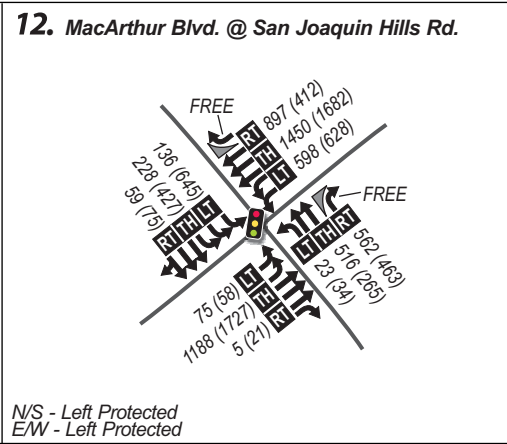 12. MacArthur Blvd. @ San Joaquin Hills Rd.
FREE
RT 897 (412)
TH 1450 (1682)
LT 598 (628)
136 (645) LT
228 (427) TH
59 (75) RT
FREE
LT TH RT
562 (463)
516 (265)
23 (34)
75 (58) LT
1188 (1727) TH
5 (21) RT
N/S - Left Protected
E/W - Left Protected